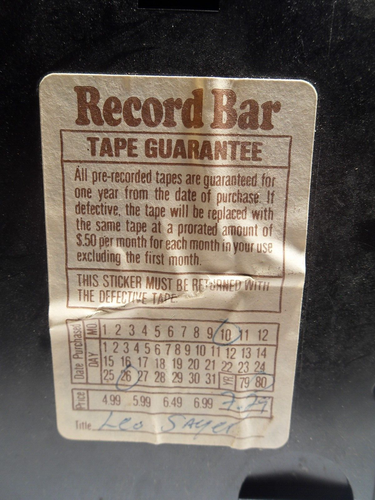 Record Bar
TAPE GUARANTEE
All pre-recorded tapes are guaranteed for
one year from the date of purchase. If
defective, the tape will be replaced with
the same tape at a prorated amount of
$.50 per month for each month in your use
excluding the first month.
THIS STICKER MUST BE RETURNED WITH
THE DEFECTIVE TAPE
Date Purchased
MO. 1 2 3 4 5 6 7 8 9 10 11 12
DAY 1 2 3 4 5 6 7 8 9 10 11 12 13 14
15 16 17 18 19 20 21 22 23 24
25 26 27 28 29 30 31 YR 79 80
Price 4.99 5.99 6.49 6.99 7.29
Title Leo Sayer